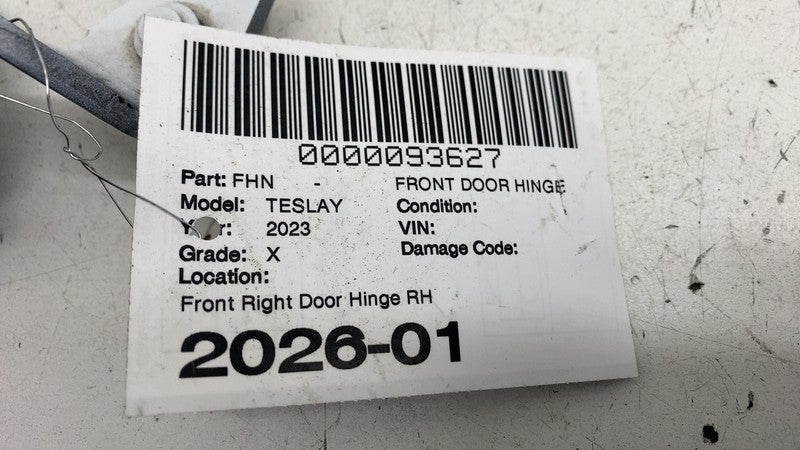 0000093627
Part: FHN - FRONT DOOR HINGE
Model: TESLAY Condition:
2023 VIN:
Grade: X Damage Code:
Location:
Front Right Door Hinge RH
2026-01